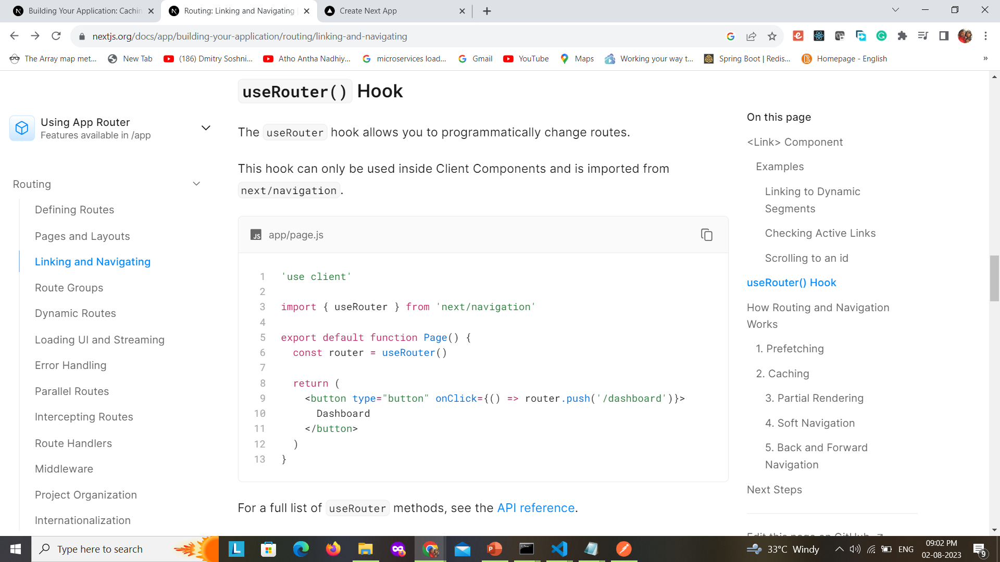 Building Your Application: Cachin
Routing: Linking and Navigating
Create Next App
nextjs.org/docs/app/building-your-application/routing/linking-and-navigating
The Array map met...
New Tab
(186) Dmitry Soshni...
Atho Antha Nadhiy...
microservices load...
Gmail
YouTube
Maps
Working your way t...
Spring Boot | Redis...
Homepage - English
»
Using App Router
Features available in /app
Routing
Defining Routes
Pages and Layouts
Linking and Navigating
Route Groups
Dynamic Routes
Loading UI and Streaming
Error Handling
Parallel Routes
Intercepting Routes
Route Handlers
Middleware
Project Organization
Internationalization
useRouter() Hook
The useRouter hook allows you to programmatically change routes.
This hook can only be used inside Client Components and is imported from
next/navigation.
JS app/page.js
1 'use client'
2
3 import { useRouter } from 'next/navigation'
4
5 export default function Page() {
6 const router = useRouter()
7
8 return (
9 <button type="button" onClick={() => router.push('/dashboard')}>
10 Dashboard
11 </button>
12 )
13 }
For a full list of useRouter methods, see the API reference.
On this page
<Link> Component
Examples
Linking to Dynamic
Segments
Checking Active Links
Scrolling to an id
useRouter() Hook
How Routing and Navigation
Works
1. Prefetching
2. Caching
3. Partial Rendering
4. Soft Navigation
5. Back and Forward
Navigation
Next Steps
Edit this page on GitHub
Type here to search
L
33°C Windy
ENG
09:02 PM
02-08-2023
9